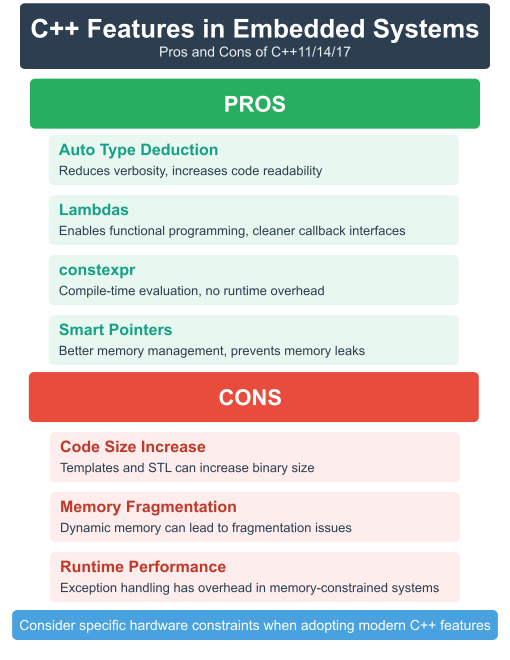 C++ Features in Embedded Systems
Pros and Cons of C++11/14/17
PROS
Auto Type Deduction
Reduces verbosity, increases code readability
Lambdas
Enables functional programming, cleaner callback interfaces
constexpr
Compile-time evaluation, no runtime overhead
Smart Pointers
Better memory management, prevents memory leaks
CONS
Code Size Increase
Templates and STL can increase binary size
Memory Fragmentation
Dynamic memory can lead to fragmentation issues
Runtime Performance
Exception handling has overhead in memory-constrained systems
Consider specific hardware constraints when adopting modern C++ features